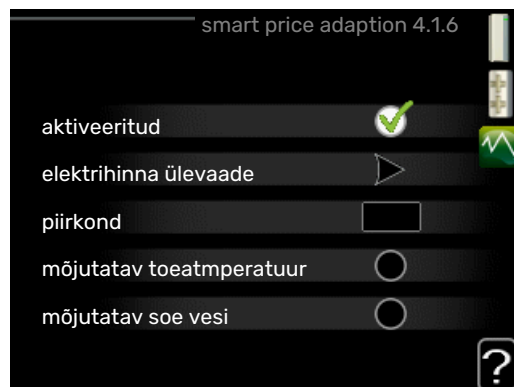 smart price adaption 4.1.6
aktiveeritud
elektrihinna ülevaade
piirkond
mõjutatav toeatmperatuur
mõjutatav soe vesi
?